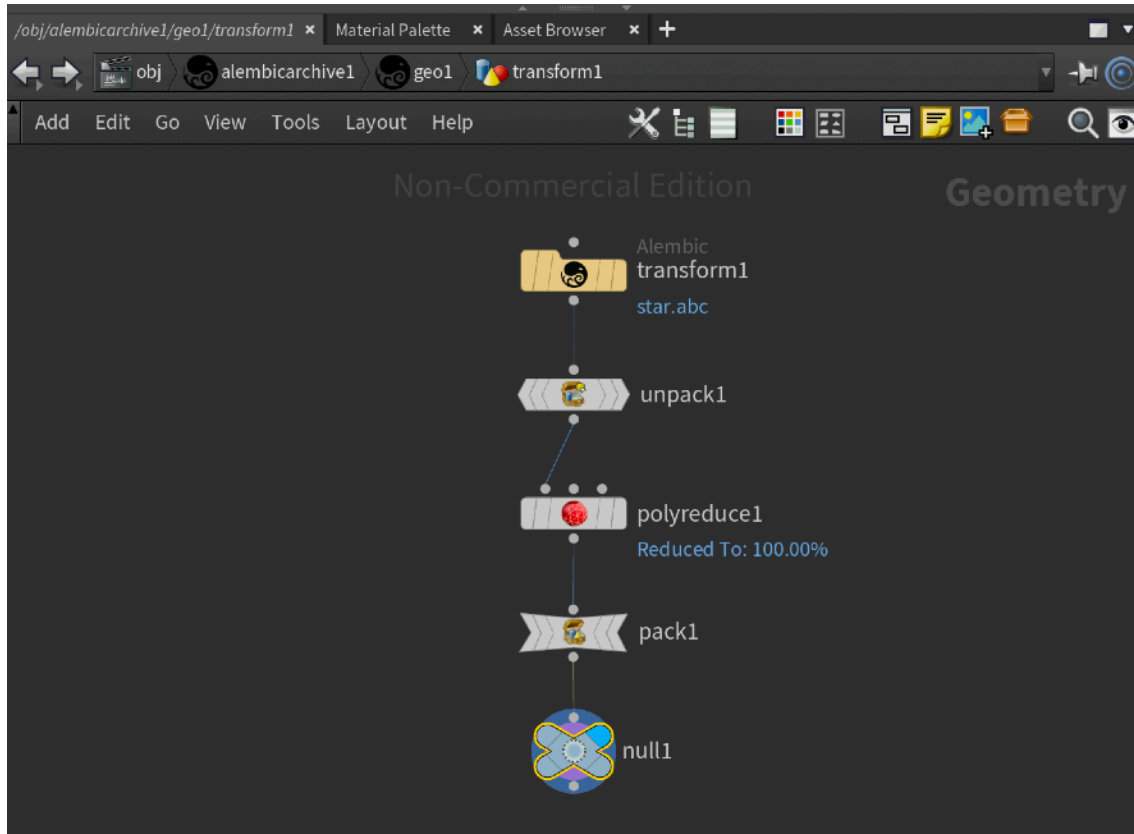 /obj/alembicarchive1/geo1/transform1 × Material Palette × Asset Browser × +
obj alembicarchive1 geo1 transform1
Add Edit Go View Tools Layout Help
Non-Commercial Edition
Geometry
Alembic
transform1
star.abc
unpack1
polyreduce1
Reduced To: 100.00%
pack1
null1